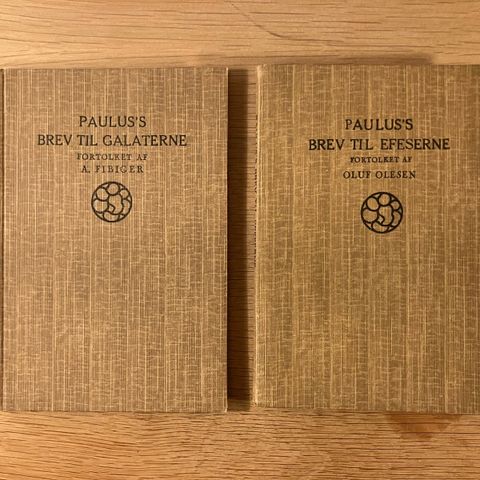 PAULUS'S
BREV TIL GALATERNE
FORTOLKET AF
A. FIBIGER
PAULUS'S
BREV TIL EFESERNE
FORTOLKET AF
OLUF OLESEN